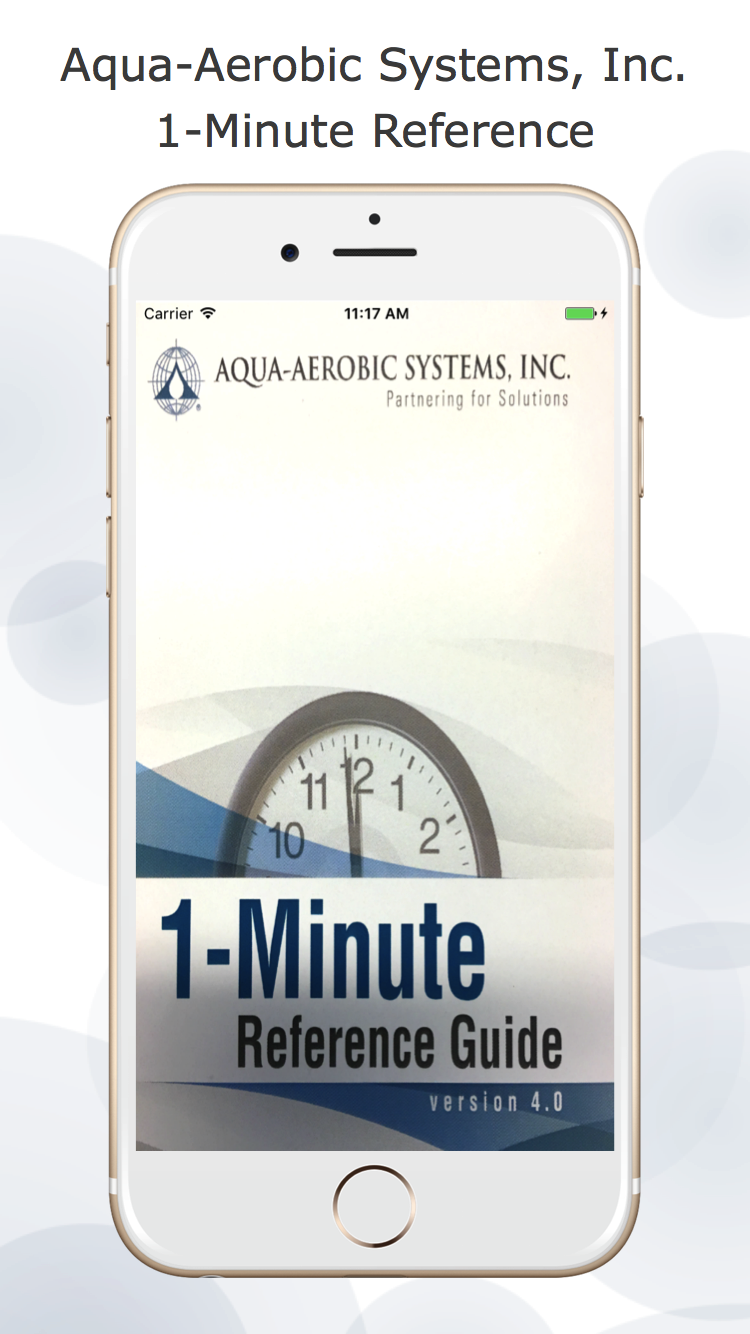 Aqua-Aerobic Systems, Inc.
1-Minute Reference
Carrier 11:17 AM
AQUA-AEROBIC SYSTEMS, INC.
®
Partnering for Solutions
11 12 1
10 2
1-Minute
Reference Guide
version 4.0